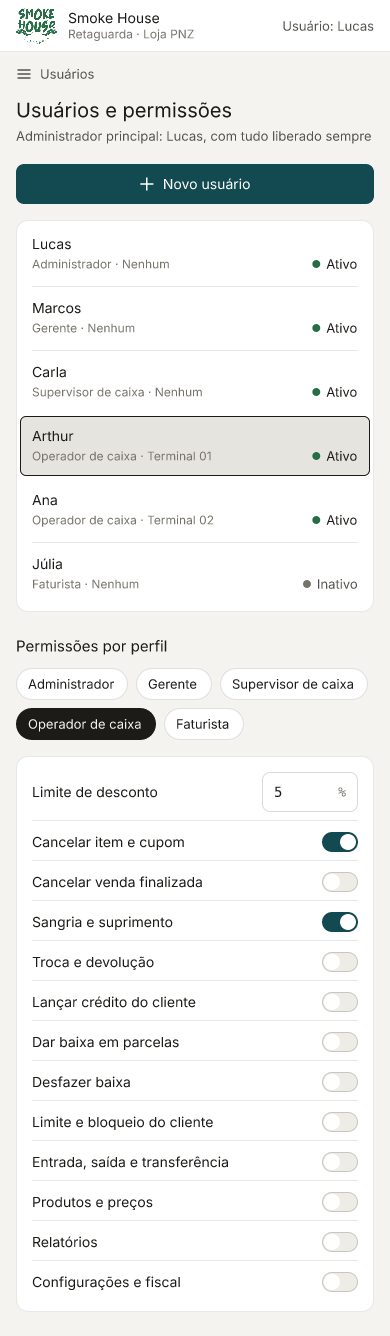 SMOKE
HOUSE
Smoke House
Retaguarda · Loja PNZ
Usuário: Lucas
Usuários
Usuários e permissões
Administrador principal: Lucas, com tudo liberado sempre
Novo usuário
Lucas
Administrador · Nenhum
Ativo
Marcos
Gerente · Nenhum
Ativo
Carla
Supervisor de caixa · Nenhum
Ativo
Arthur
Operador de caixa · Terminal 01
Ativo
Ana
Operador de caixa · Terminal 02
Ativo
Júlia
Faturista · Nenhum
Inativo
Permissões por perfil
Administrador
Gerente
Supervisor de caixa
Operador de caixa
Faturista
Limite de desconto
5 %
Cancelar item e cupom
Cancelar venda finalizada
Sangria e suprimento
Troca e devolução
Lançar crédito do cliente
Dar baixa em parcelas
Desfazer baixa
Limite e bloqueio do cliente
Entrada, saída e transferência
Produtos e preços
Relatórios
Configurações e fiscal